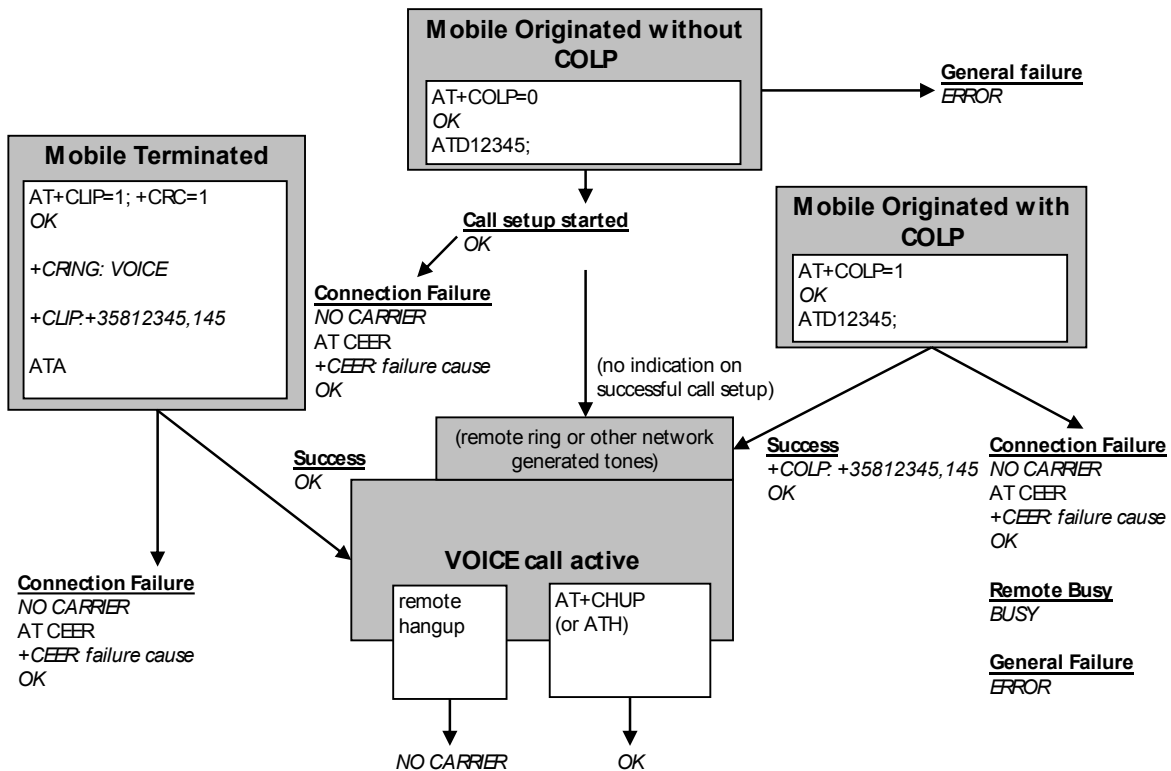 Mobile Originated without
COLP
AT+COLP=0
OK
ATD12345;
General failure
ERROR
Mobile Terminated
AT+CLIP=1; +CRC=1
OK
+CRING: VOICE
+CLIP:+35812345,145
ATA
Call setup started
OK
Mobile Originated with
COLP
AT+COLP=1
OK
ATD12345;
Connection Failure
NO CARRIER
AT CEER
+CEER: failure cause
OK
(no indication on
successful call setup)
(remote ring or other network
generated tones)
Success
OK
Success
+COLP: +35812345,145
OK
Connection Failure
NO CARRIER
AT CEER
+CEER: failure cause
OK
Remote Busy
BUSY
General Failure
ERROR
VOICE call active
remote
hangup
AT+CHUP
(or ATH)
Connection Failure
NO CARRIER
AT CEER
+CEER: failure cause
OK
NO CARRIER
OK